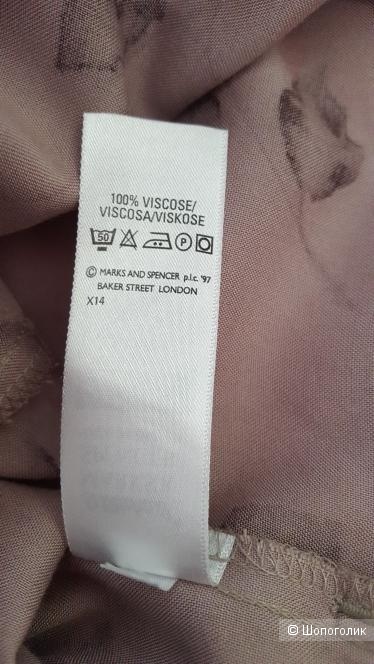 100% VISCOSE/
VISCOSA/VISKOSE
50 P
© MARKS AND SPENCER p.l.c. '97
BAKER STREET LONDON
X14
© Шопоголик